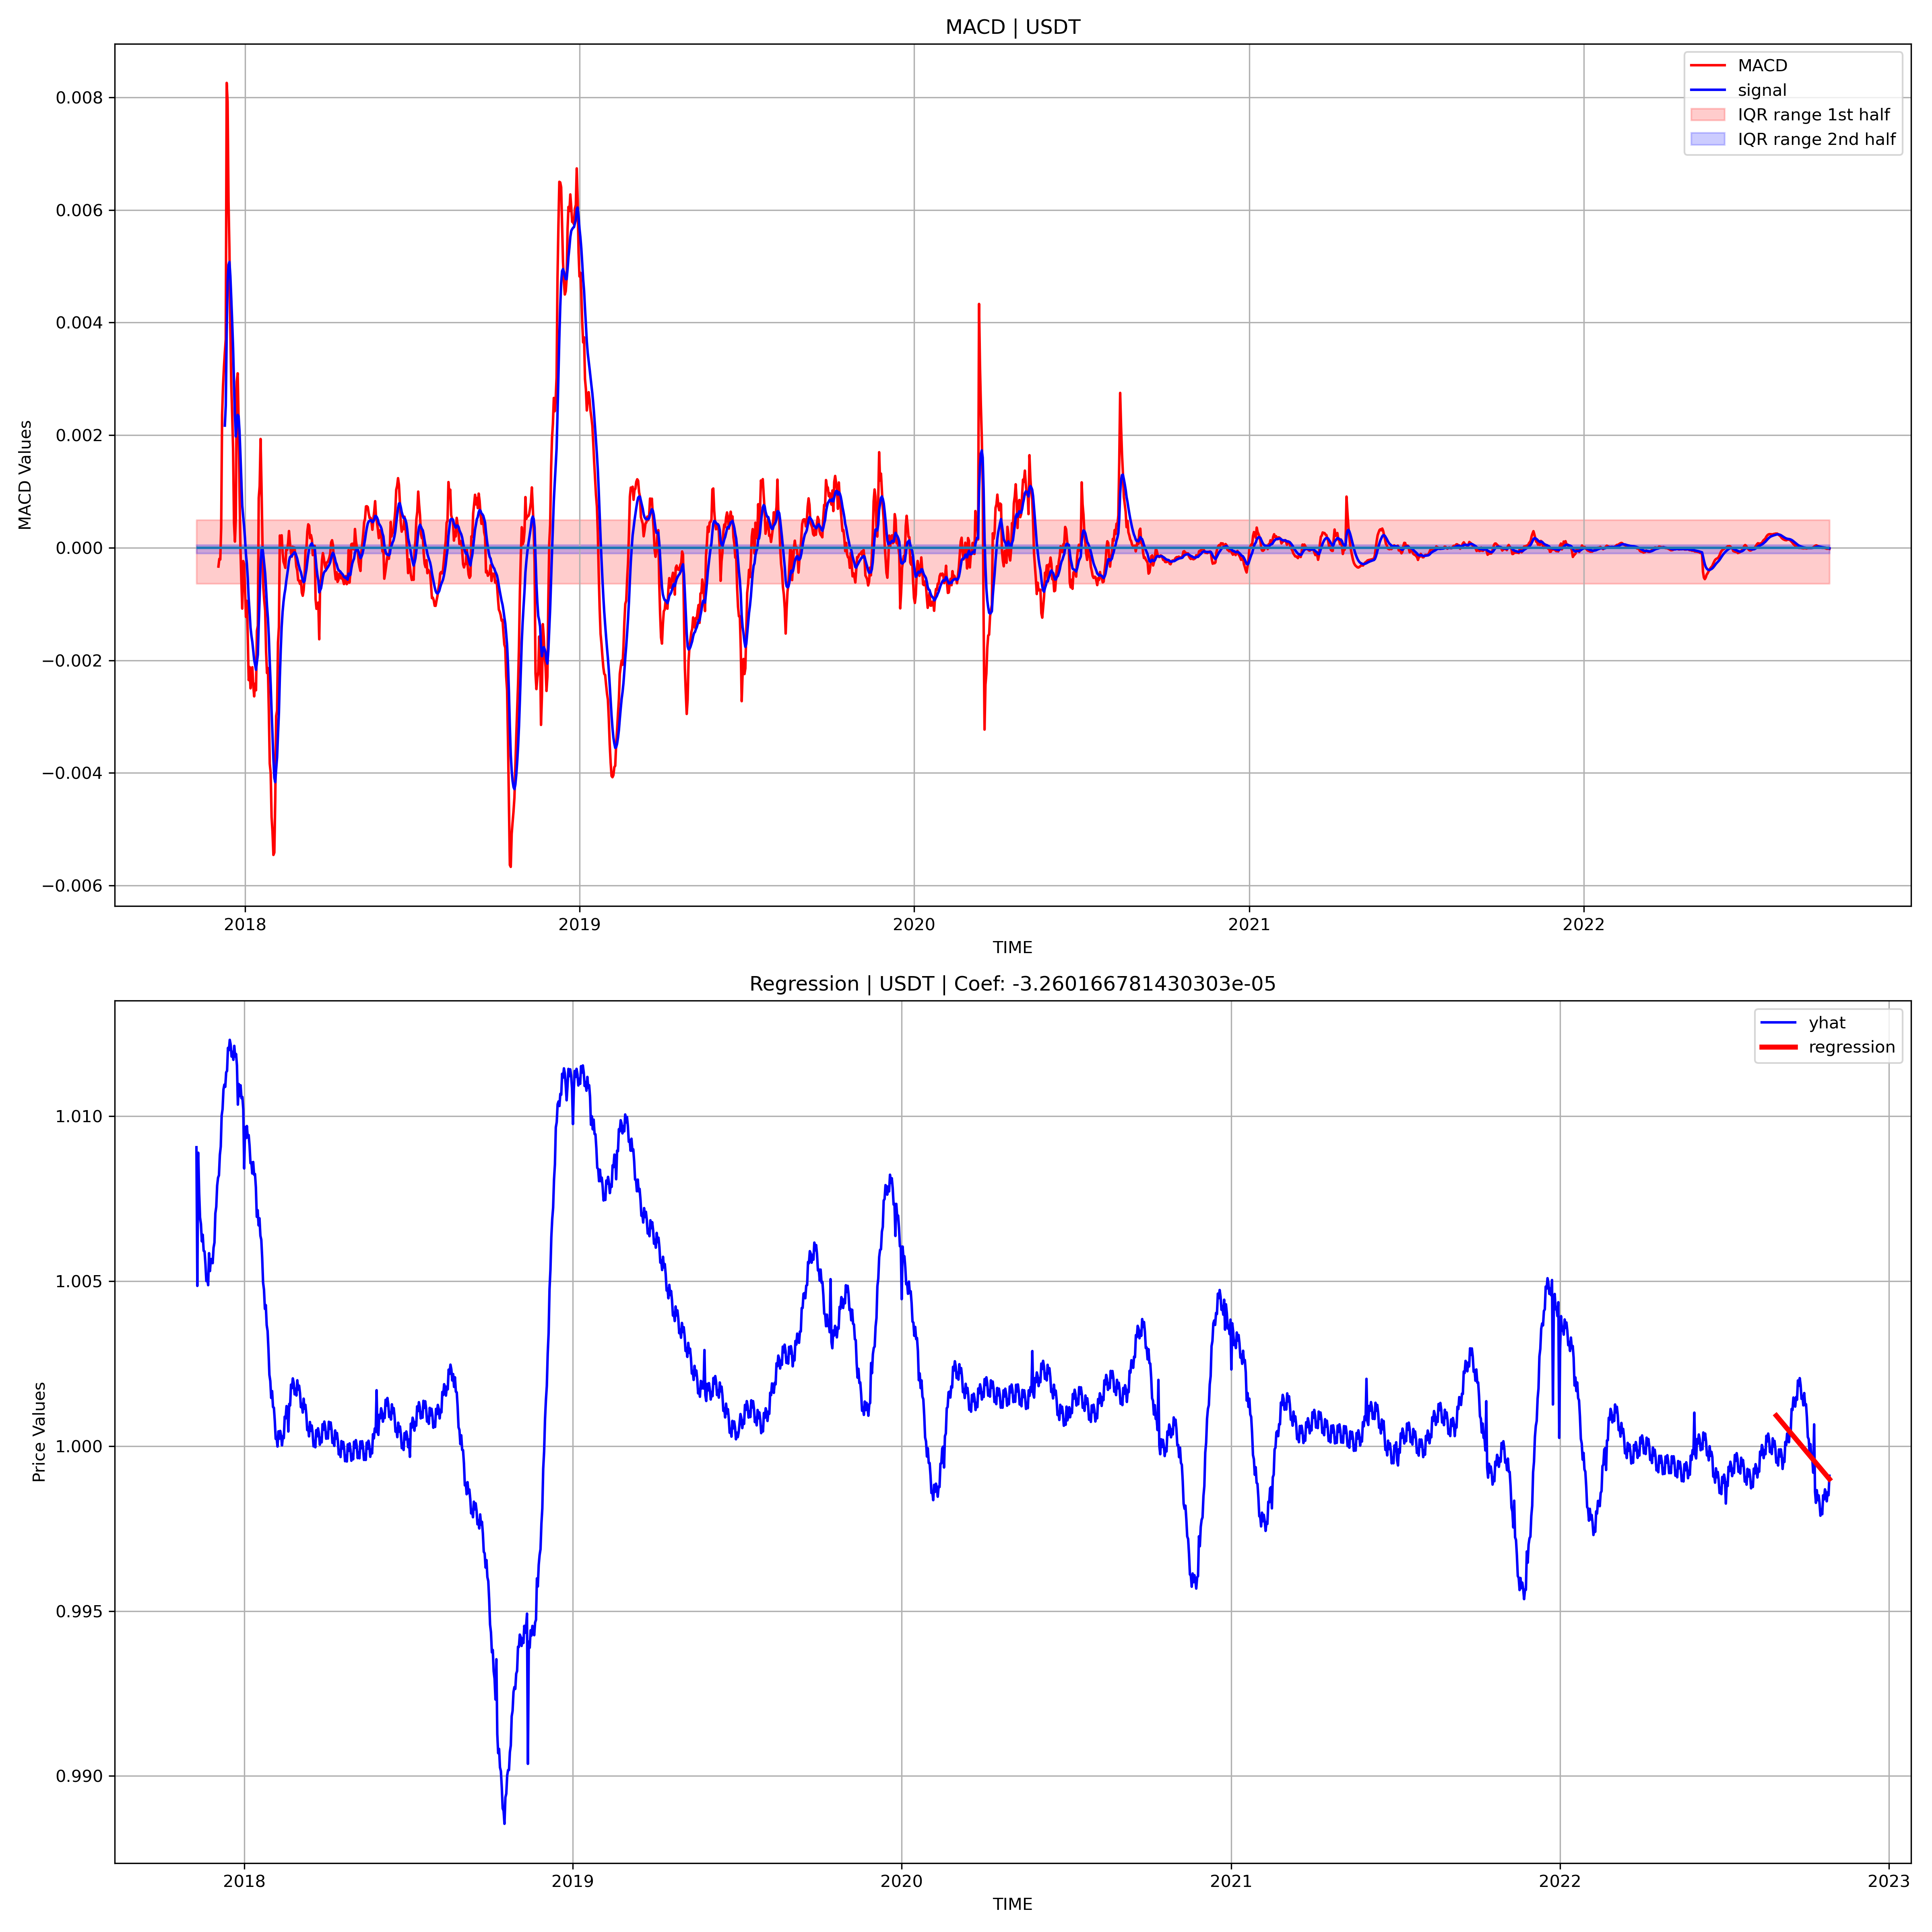 MACD | USDT
MACD
signal
IQR range 1st half
IQR range 2nd half
0.008
0.006
0.004
0.002
0.000
−0.002
−0.004
−0.006
MACD Values
2018 2019 2020 2021 2022
TIME
Regression | USDT | Coef: -3.260166781430303e-05
yhat
regression
1.010
1.005
1.000
0.995
0.990
Price Values
2018 2019 2020 2021 2022 2023
TIME